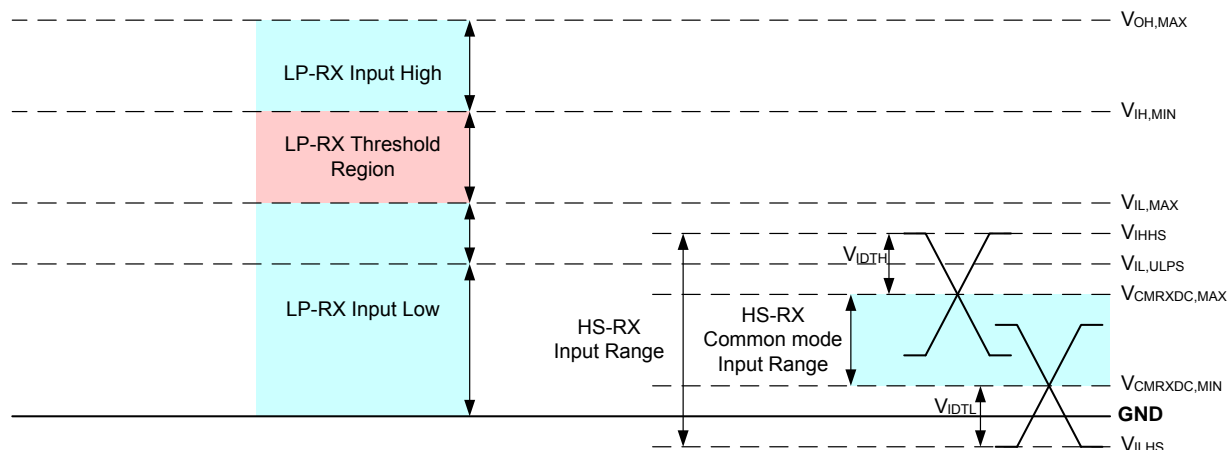 VOH,MAX
LP-RX Input High
VIH,MIN
LP-RX Threshold
Region
VIL,MAX
VIHHS
VIDTH
VIL,ULPS
VCMRXDC,MAX
LP-RX Input Low
HS-RX
Input Range
HS-RX
Common mode
Input Range
VCMRXDC,MIN
VIDTL
GND
VILHS